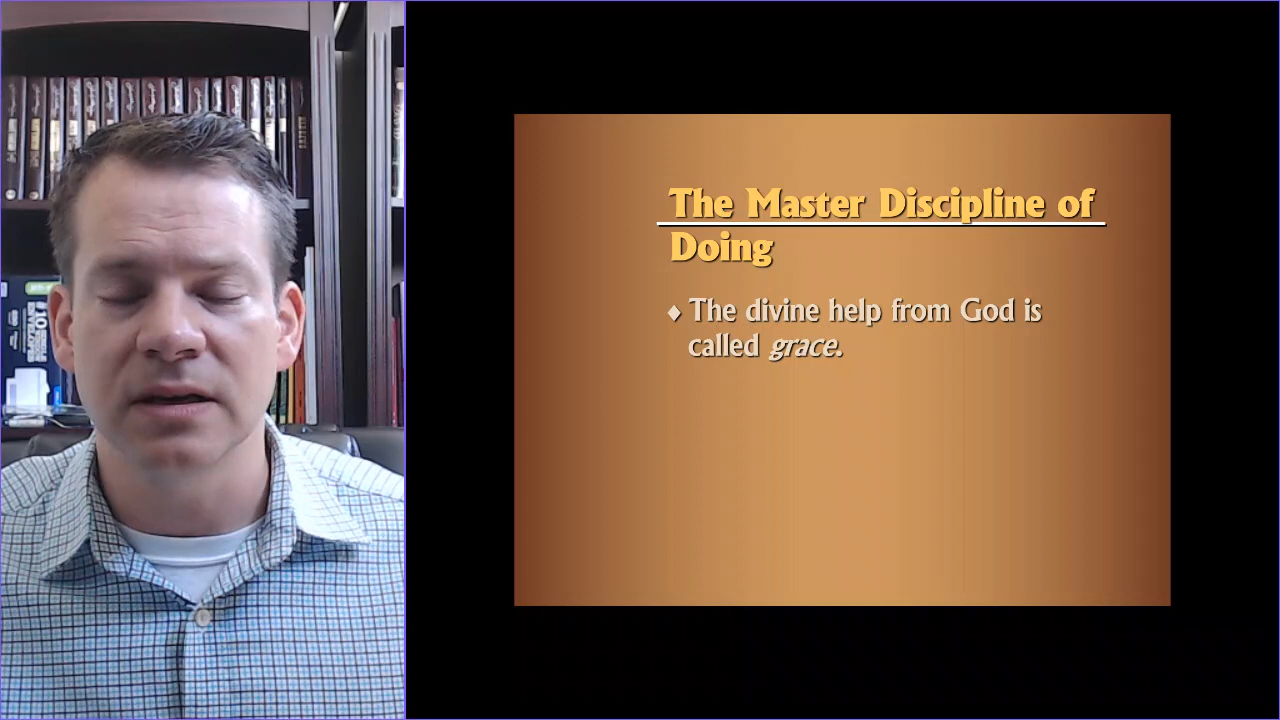 The Master Discipline of
Doing
The divine help from God is
called grace.